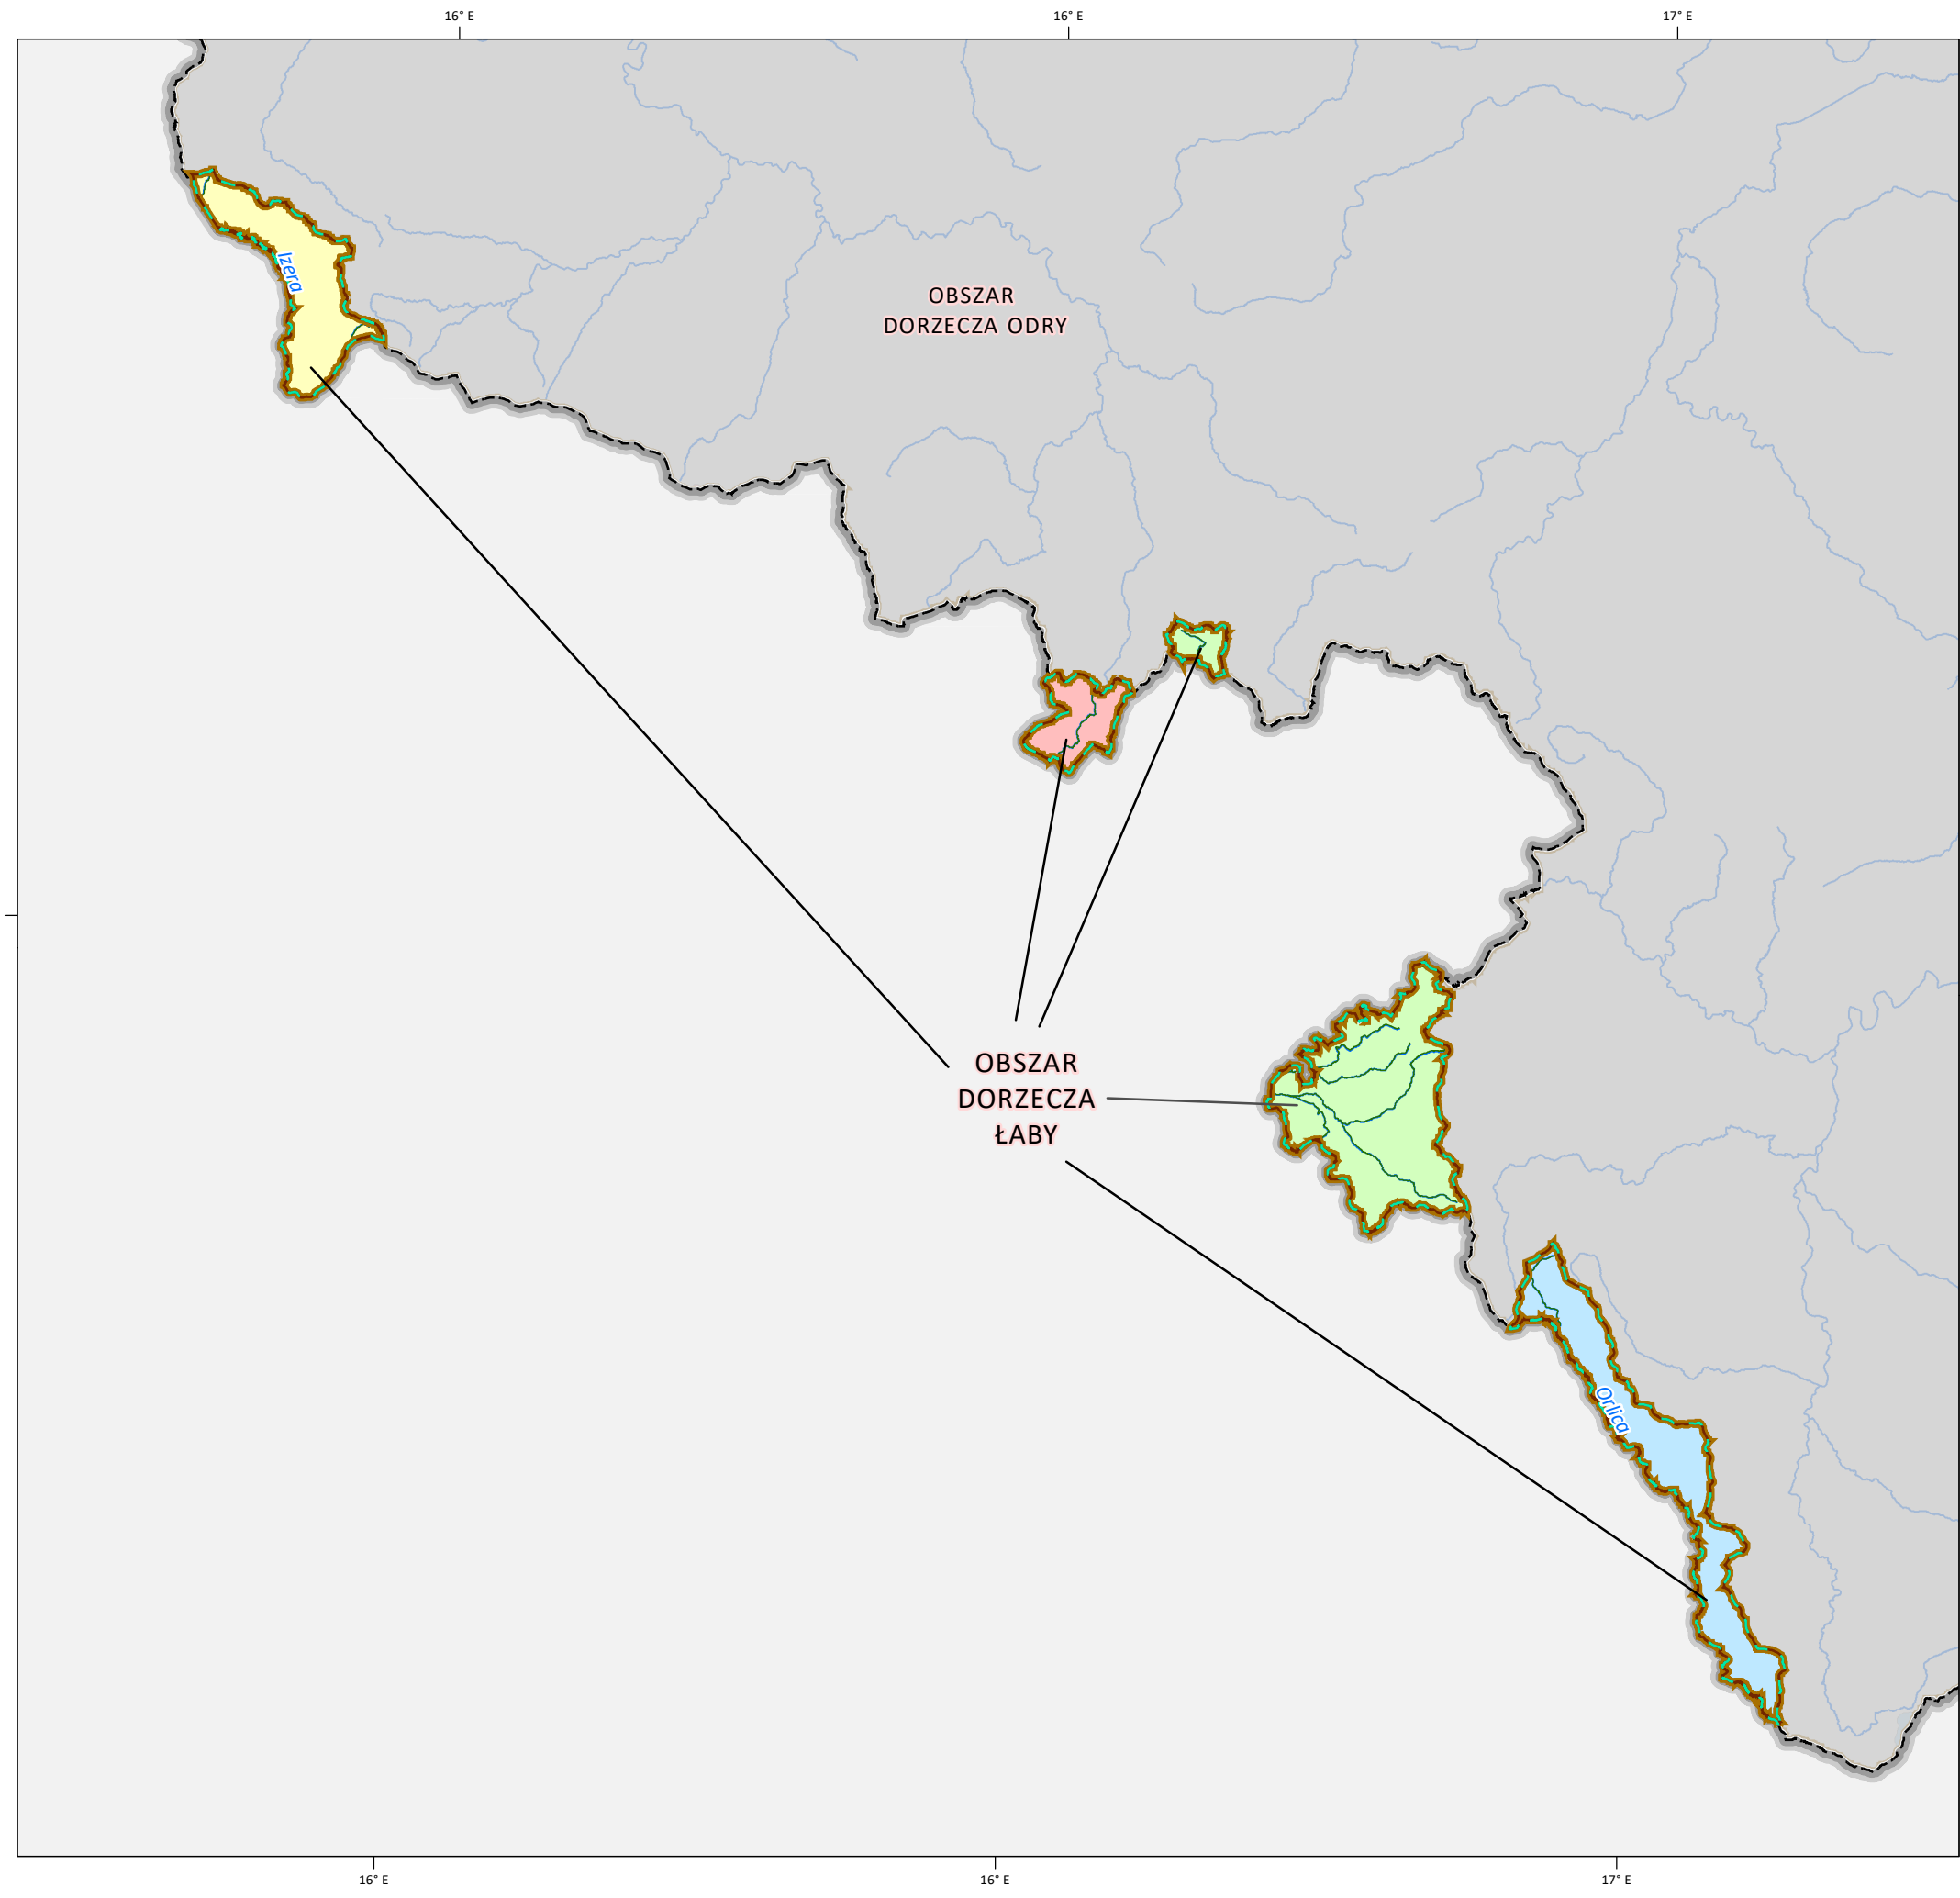 16° E
16° E
17° E
Izera
OBSZAR
DORZECZA ODRY
OBSZAR
DORZECZA
ŁABY
Orlica
16° E
16° E
17° E